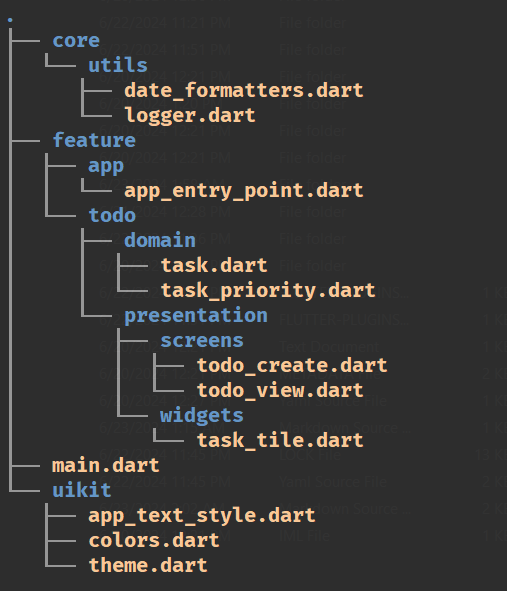 .
core
utils
date_formatters.dart
logger.dart
feature
app
app_entry_point.dart
todo
domain
task.dart
task_priority.dart
presentation
screens
todo_create.dart
todo_view.dart
widgets
task_tile.dart
main.dart
uikit
app_text_style.dart
colors.dart
theme.dart